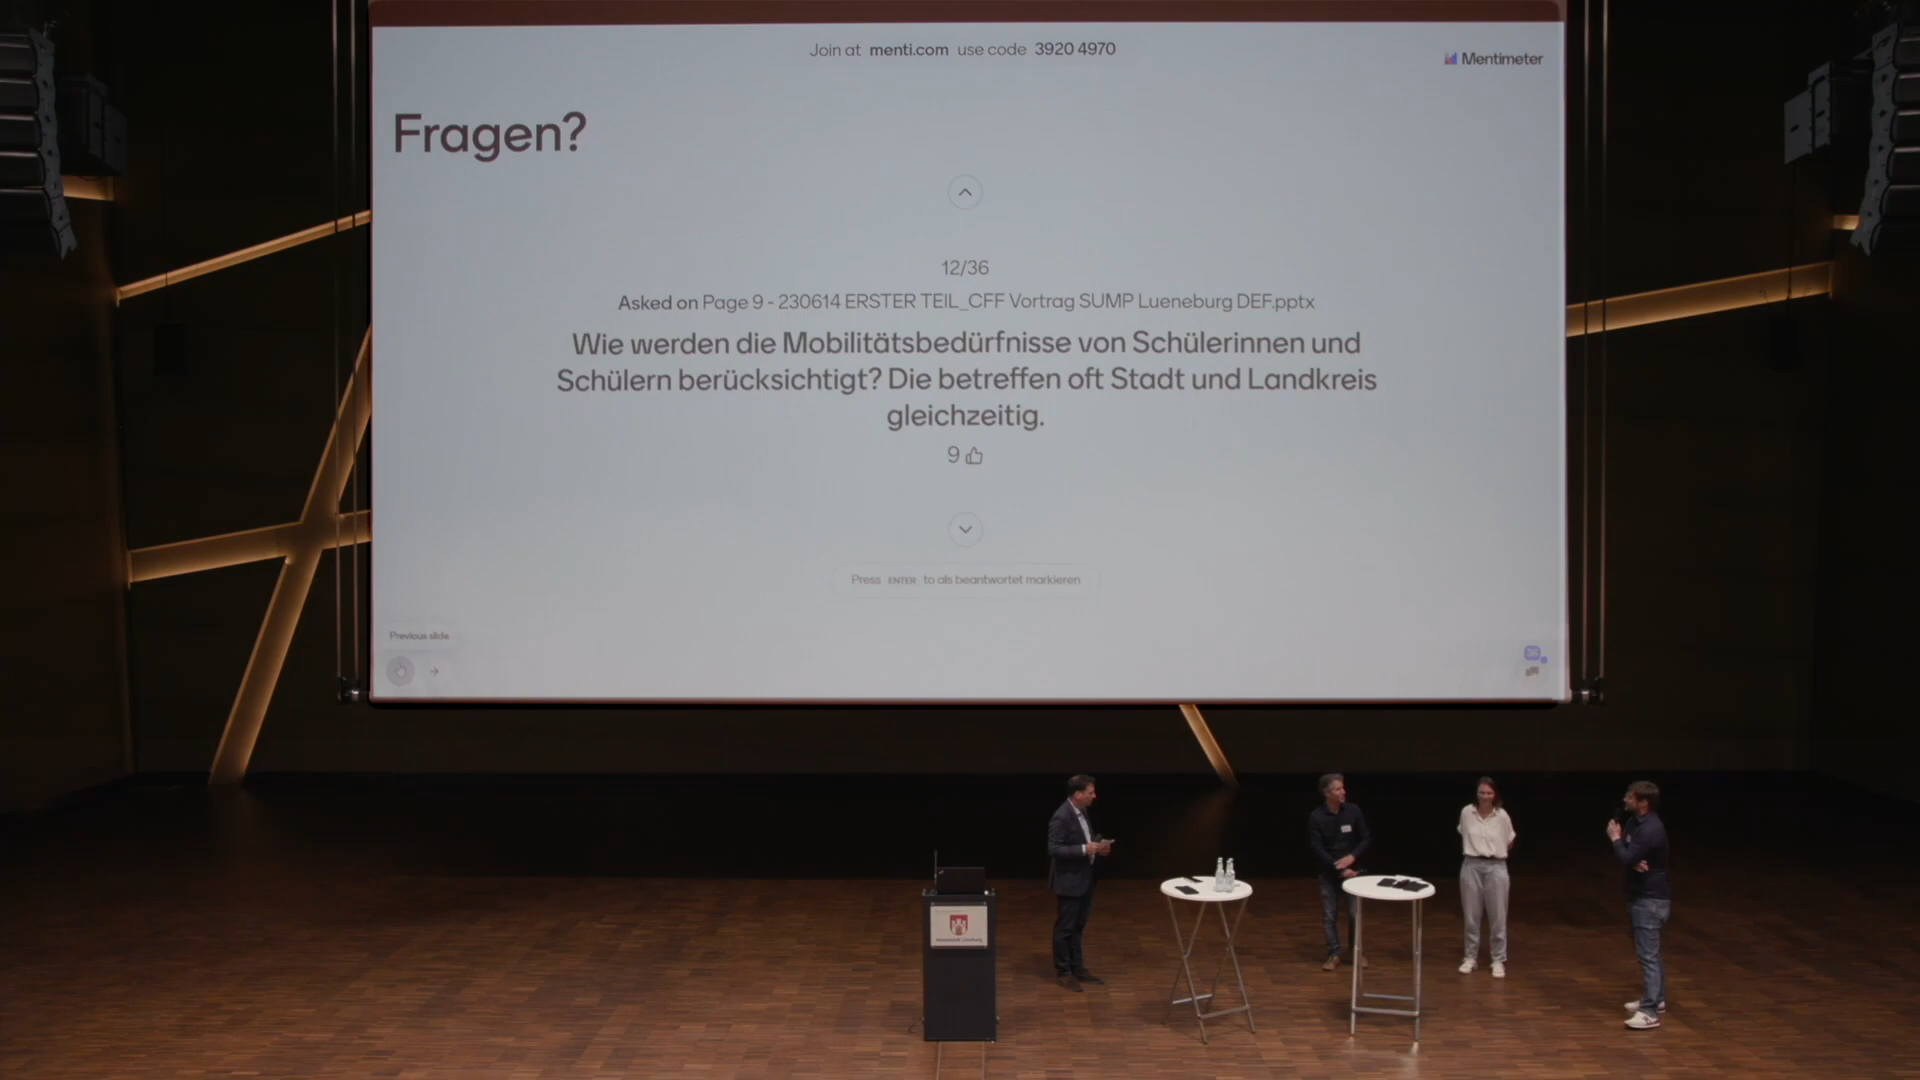 Join at menti.com use code 3920 4970
Mentimeter
Fragen?
12/36
Asked on Page 9 - 230614 ERSTER TEIL_CFF Vortrag SUMP Lueneburg DEF.pptx
Wie werden die Mobilitätsbedürfnisse von Schülerinnen und
Schülern berücksichtigt? Die betreffen oft Stadt und Landkreis
gleichzeitig.
9
Press ENTER to als beantwortet markieren
Previous slide
36